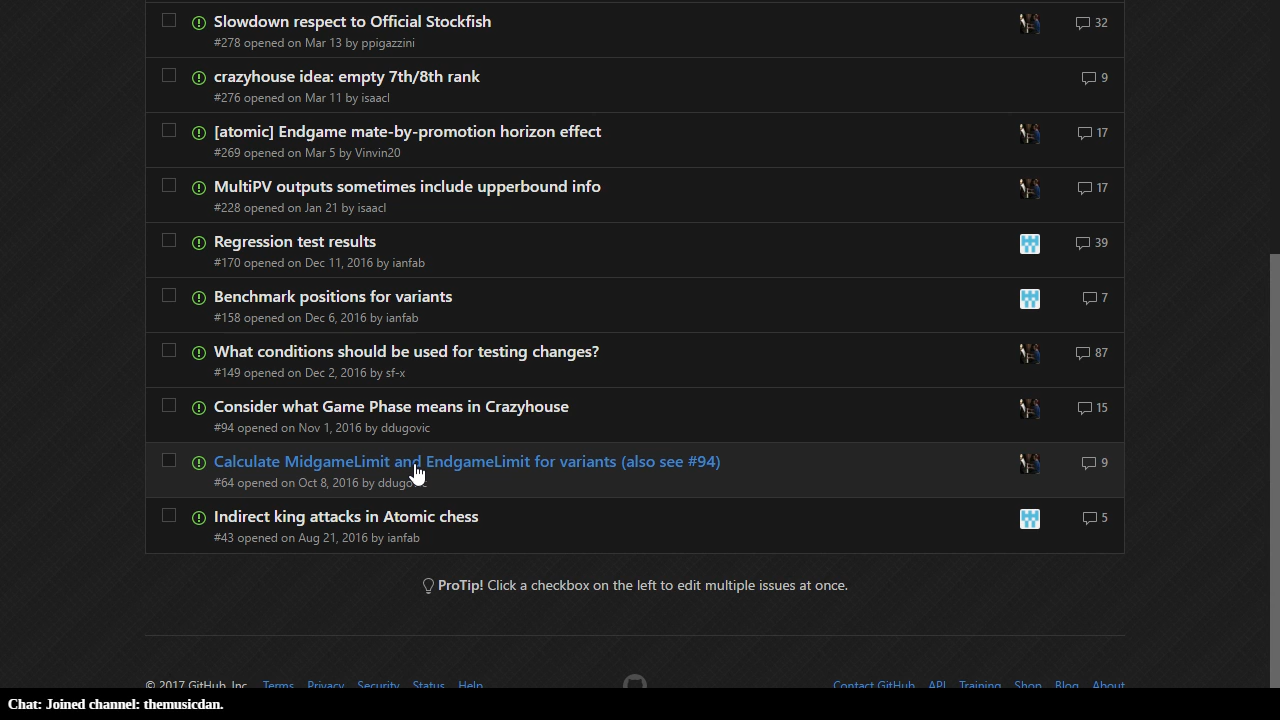 Slowdown respect to Official Stockfish
32
#278 opened on Mar 13 by ppigazzini
crazyhouse idea: empty 7th/8th rank
9
#276 opened on Mar 11 by isaacl
[atomic] Endgame mate-by-promotion horizon effect
17
#269 opened on Mar 5 by Vinvin20
MultiPV outputs sometimes include upperbound info
17
#228 opened on Jan 21 by isaacl
Regression test results
39
#170 opened on Dec 11, 2016 by ianfab
Benchmark positions for variants
7
#158 opened on Dec 6, 2016 by ianfab
What conditions should be used for testing changes?
87
#149 opened on Dec 2, 2016 by sf-x
Consider what Game Phase means in Crazyhouse
15
#94 opened on Nov 1, 2016 by ddugovic
Calculate MidgameLimit and EndgameLimit for variants (also see #94)
9
#64 opened on Oct 8, 2016 by ddugovic
Indirect king attacks in Atomic chess
5
#43 opened on Aug 21, 2016 by ianfab
ProTip! Click a checkbox on the left to edit multiple issues at once.
© 2017 GitHub, Inc. Terms Privacy Security Status Help Contact GitHub API Training Shop Blog About
Chat: Joined channel: themusicdan.